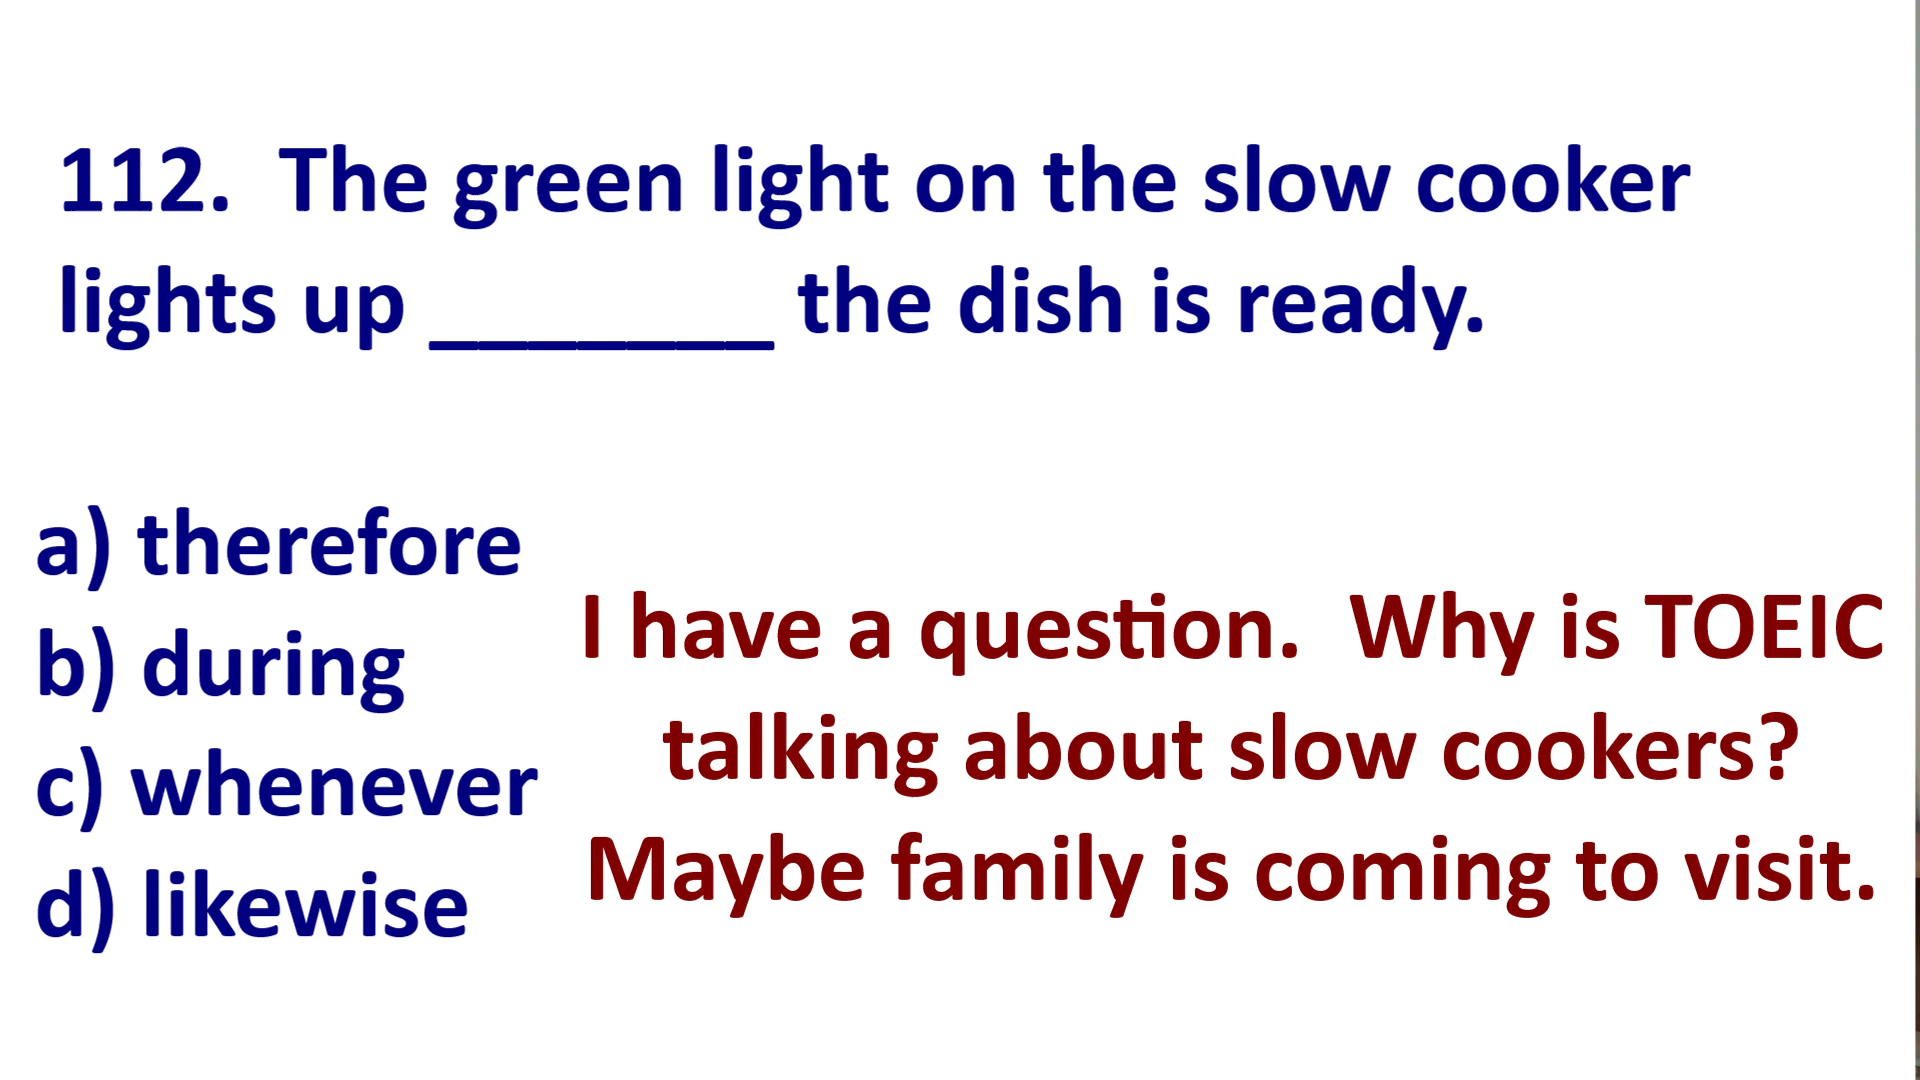 112.  The green light on the slow cooker
lights up _______ the dish is ready.
a) therefore
b) during
c) whenever
d) likewise
I have a question.  Why is TOEIC
talking about slow cookers?
Maybe family is coming to visit.